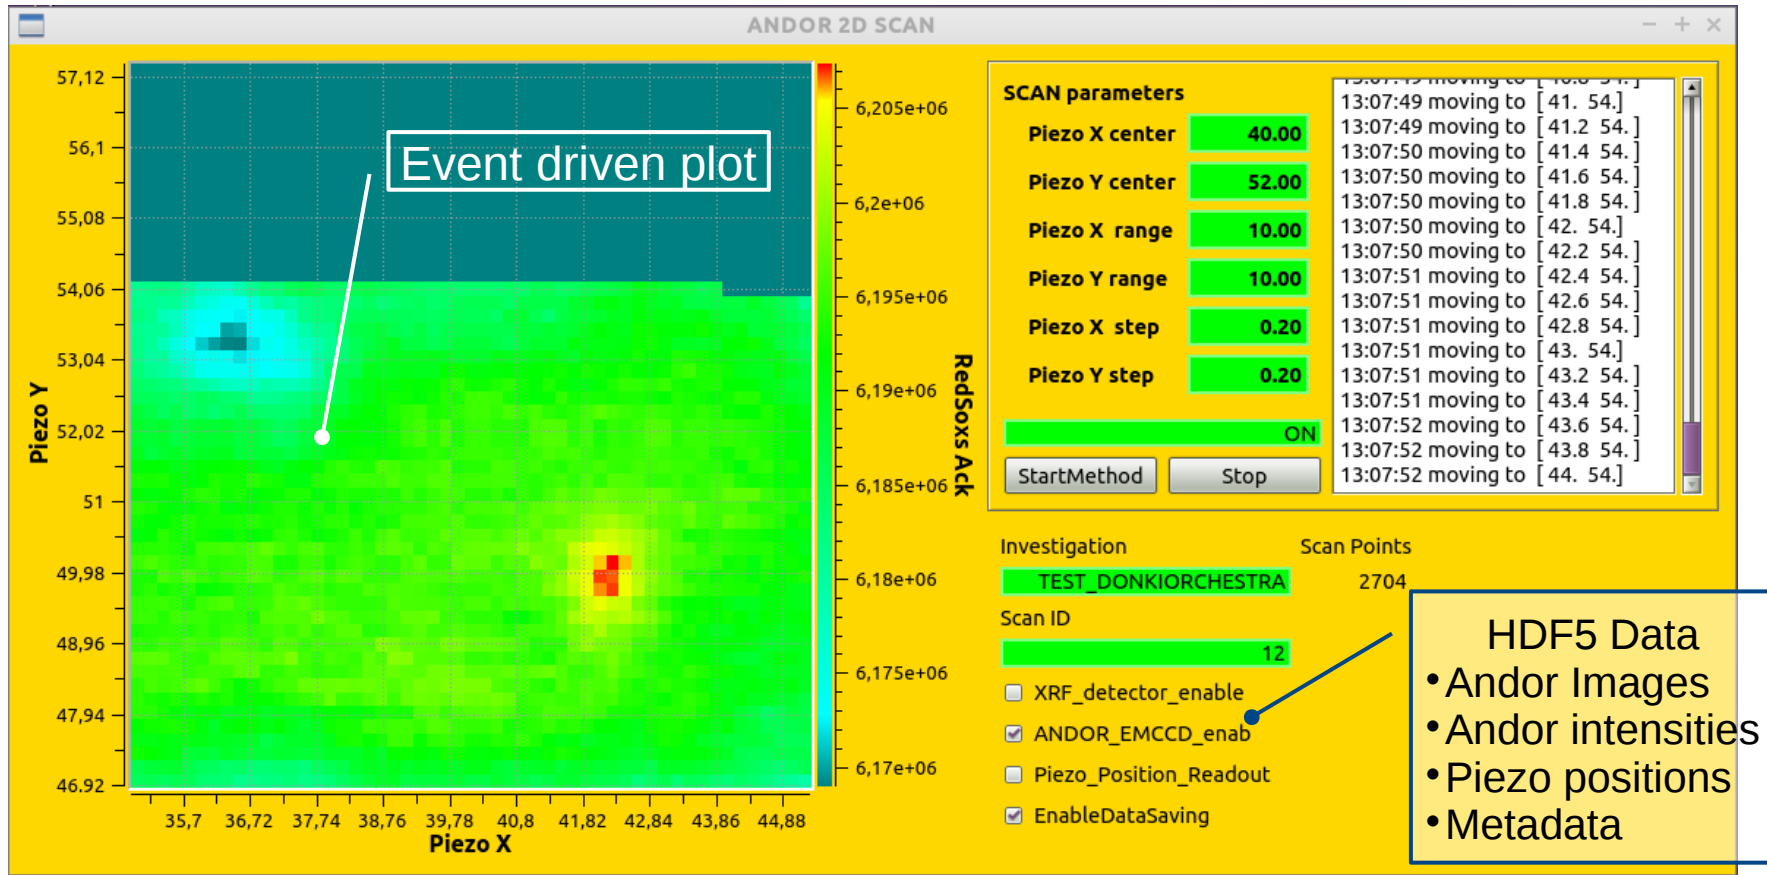 ANDOR 2D SCAN
57,12
56,1
55,08
54,06
53,04
52,02
51
49,98
48,96
47,94
46,92
Piezo Y
35,7 36,72 37,74 38,76 39,78 40,8 41,82 42,84 43,86 44,88
Piezo X
Event driven plot
6,205e+06
6,2e+06
6,195e+06
6,19e+06
6,185e+06
6,18e+06
6,175e+06
6,17e+06
RedSoxs Ack
SCAN parameters
Piezo X center 40.00
Piezo Y center 52.00
Piezo X range 10.00
Piezo Y range 10.00
Piezo X step 0.20
Piezo Y step 0.20
ON
StartMethod Stop
13:07:49 moving to [ 40.8 54. ]
13:07:49 moving to [ 41. 54.]
13:07:49 moving to [ 41.2 54. ]
13:07:50 moving to [ 41.4 54. ]
13:07:50 moving to [ 41.6 54. ]
13:07:50 moving to [ 41.8 54. ]
13:07:50 moving to [ 42. 54.]
13:07:50 moving to [ 42.2 54. ]
13:07:51 moving to [ 42.4 54. ]
13:07:51 moving to [ 42.6 54. ]
13:07:51 moving to [ 42.8 54. ]
13:07:51 moving to [ 43. 54.]
13:07:51 moving to [ 43.2 54. ]
13:07:51 moving to [ 43.4 54. ]
13:07:52 moving to [ 43.6 54. ]
13:07:52 moving to [ 43.8 54. ]
13:07:52 moving to [ 44. 54.]
Investigation
TEST_DONKIORCHESTRA
Scan Points
2704
Scan ID
12
XRF_detector_enable
ANDOR_EMCCD_enab
Piezo_Position_Readout
EnableDataSaving
HDF5 Data
•Andor Images
•Andor intensities
•Piezo positions
•Metadata